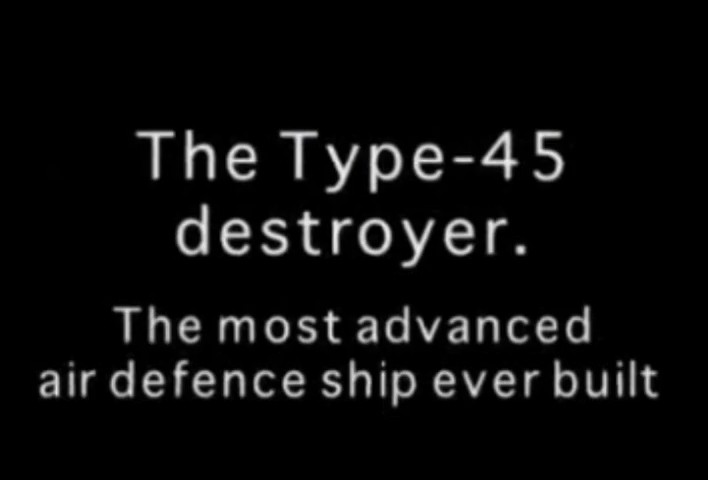 The Type-45
destroyer.
The most advanced
air defence ship ever built